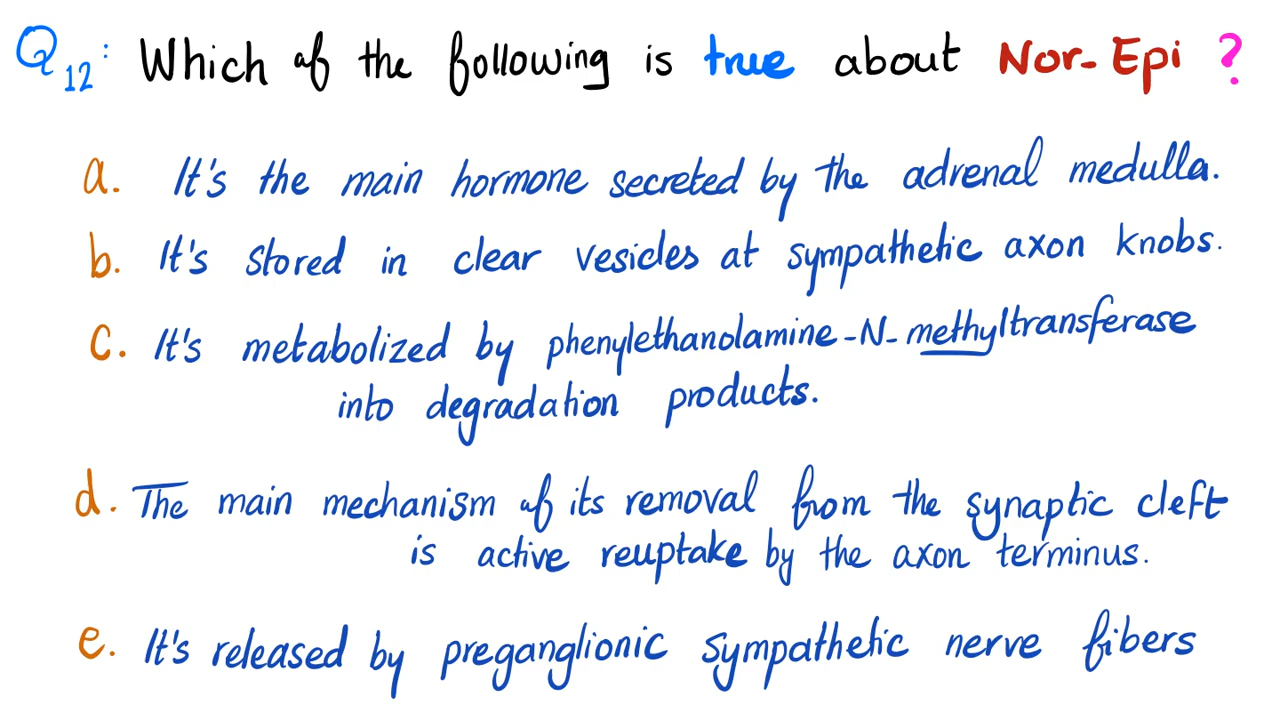 Q12: Which of the following is true about Nor-Epi ?
a. It's the main hormone secreted by the adrenal medulla.
b. It's stored in clear vesicles at sympathetic axon knobs.
c. It's metabolized by phenylethanolamine-N-methyltransferase
into degradation products.
d. The main mechanism of its removal from the synaptic cleft
is active reuptake by the axon terminus.
e. It's released by preganglionic sympathetic nerve fibers